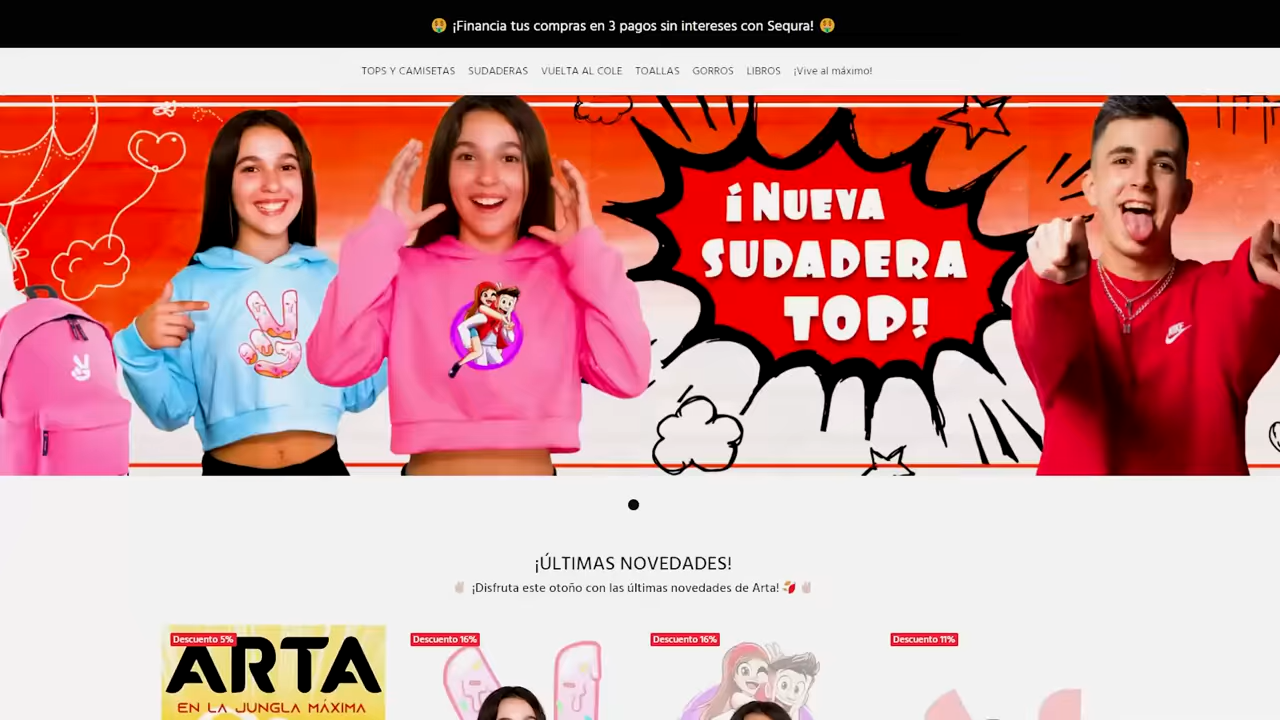 🤑 ¡Financia tus compras en 3 pagos sin intereses con Sequra! 🤑
TOPS Y CAMISETAS SUDADERAS VUELTA AL COLE TOALLAS GORROS LIBROS ¡Vive al máximo!
¡NUEVA
SUDADERA
TOP!
¡ÚLTIMAS NOVEDADES!
✌🏼 ¡Disfruta este otoño con las últimas novedades de Arta! 🍂 ✌🏼
Descuento 5% Descuento 16% Descuento 16% Descuento 11%
ARTA
EN LA JUNGLA MÁXIMA